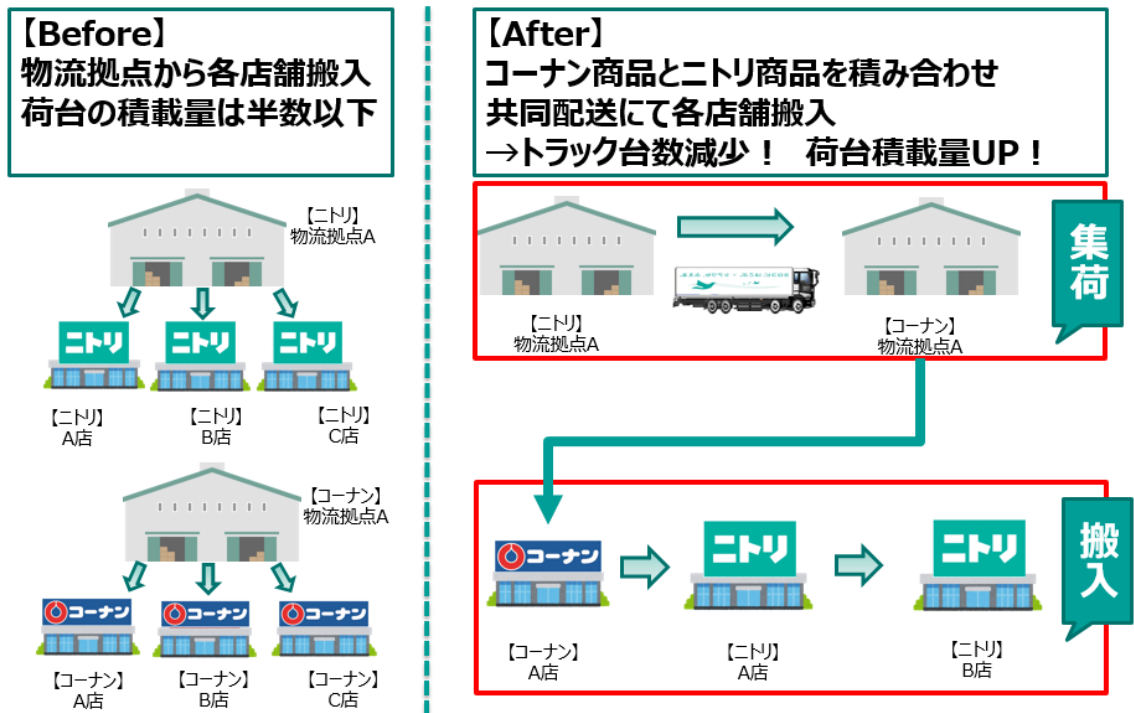 【Before】
物流拠点から各店舗搬入
荷台の積載量は半数以下
【ニトリ】
物流拠点A
ニトリ
ニトリ
ニトリ
【ニトリ】
A店
【ニトリ】
B店
【ニトリ】
C店
【コーナン】
物流拠点A
コーナン
コーナン
コーナン
【コーナン】
A店
【コーナン】
B店
【コーナン】
C店
【After】
コーナン商品とニトリ商品を積み合わせ
共同配送にて各店舗搬入
→トラック台数減少！ 荷台積載量UP！
集荷
【ニトリ】
物流拠点A
【コーナン】
物流拠点A
搬入
コーナン
ニトリ
ニトリ
【コーナン】
A店
【ニトリ】
A店
【ニトリ】
B店